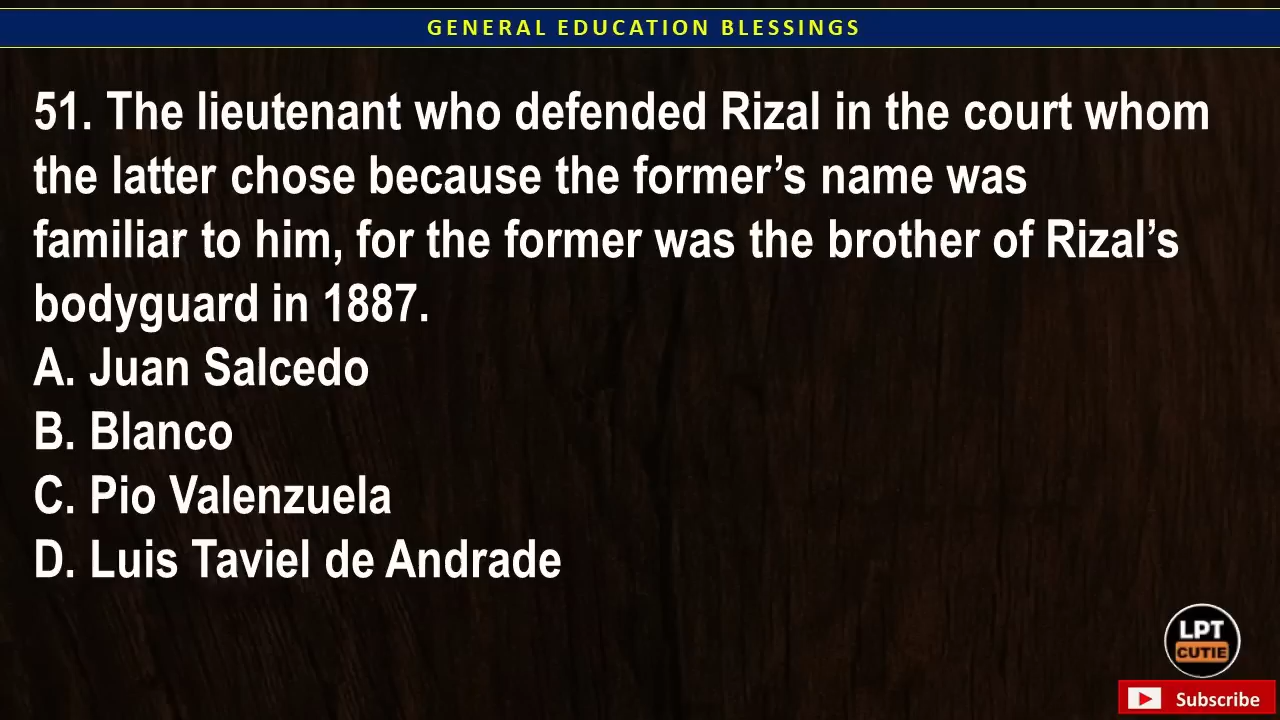 GENERAL EDUCATION BLESSINGS
51. The lieutenant who defended Rizal in the court whom
the latter chose because the former’s name was
familiar to him, for the former was the brother of Rizal’s
bodyguard in 1887.
A. Juan Salcedo
B. Blanco
C. Pio Valenzuela
D. Luis Taviel de Andrade
LPT
CUTIE
Subscribe